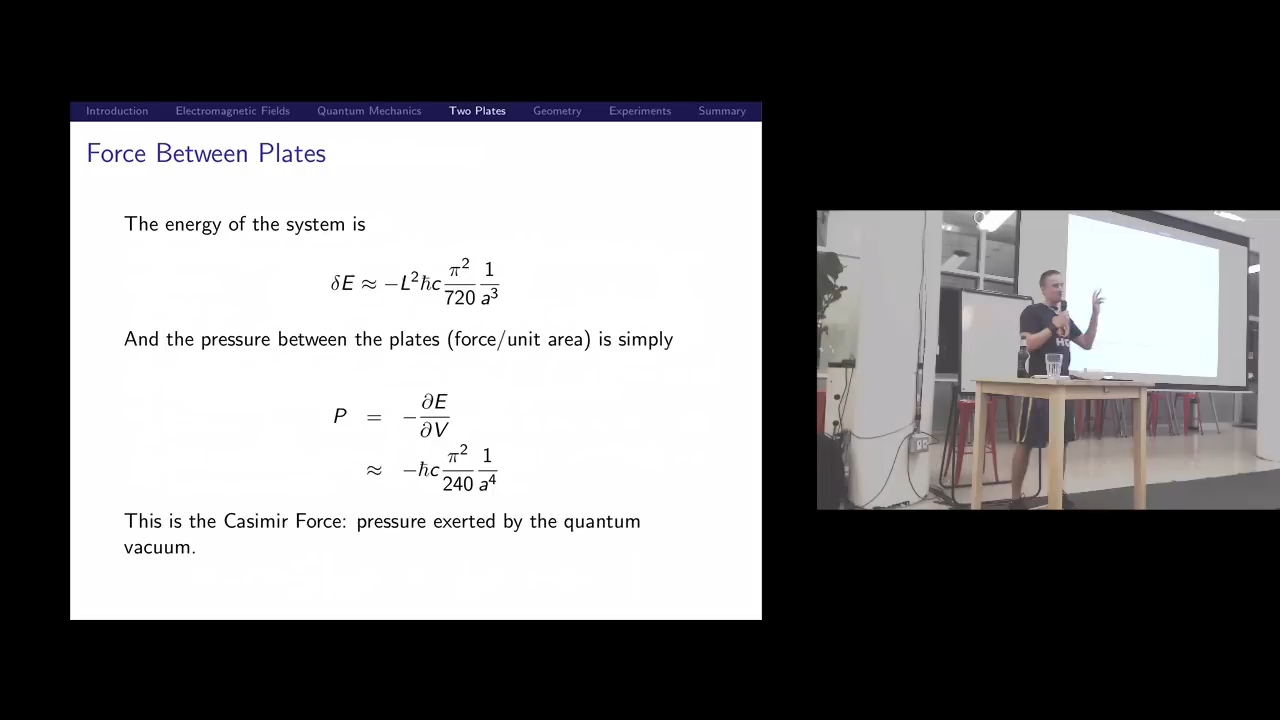 Introduction Electromagnetic Fields Quantum Mechanics Two Plates Geometry Experiments Summary
Force Between Plates
The energy of the system is
δE ≈ −L²ℏc π²/720 1/a³
And the pressure between the plates (force/unit area) is simply
P = −∂E/∂V
≈ −ℏc π²/240 1/a⁴
This is the Casimir Force: pressure exerted by the quantum
vacuum.